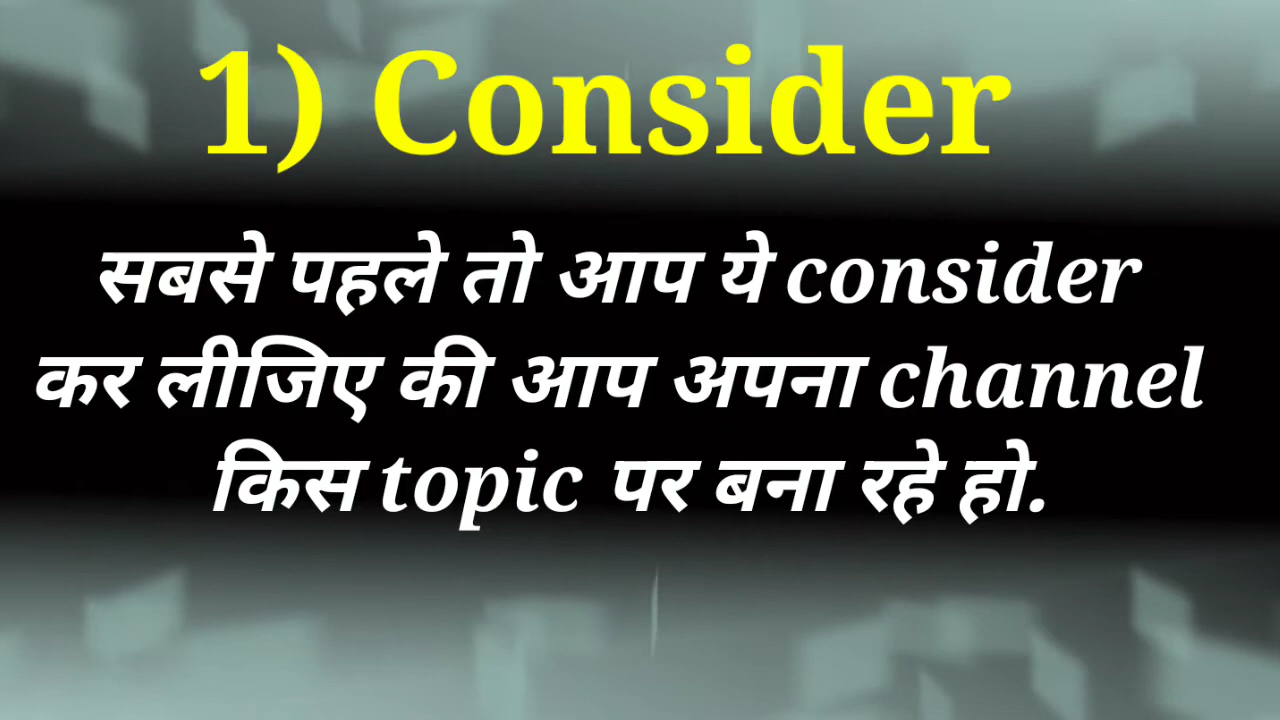 1) Consider
सबसे पहले तो आप ये consider
कर लीजिए की आप अपना channel
किस topic पर बना रहे हो.